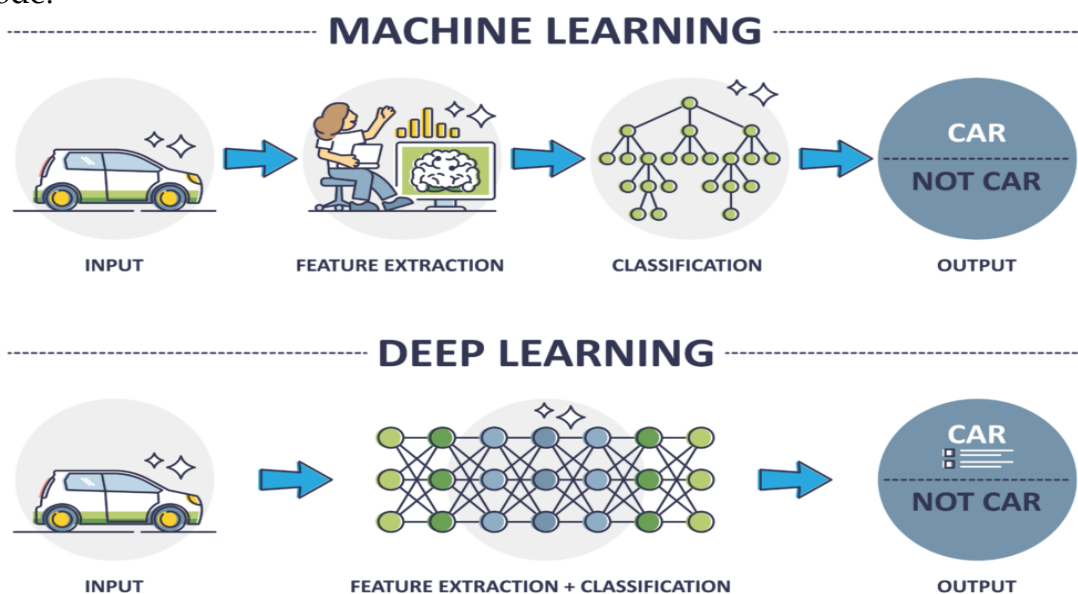 MACHINE LEARNING
CAR
NOT CAR
INPUT
FEATURE EXTRACTION
CLASSIFICATION
OUTPUT
DEEP LEARNING
CAR
NOT CAR
INPUT
FEATURE EXTRACTION + CLASSIFICATION
OUTPUT